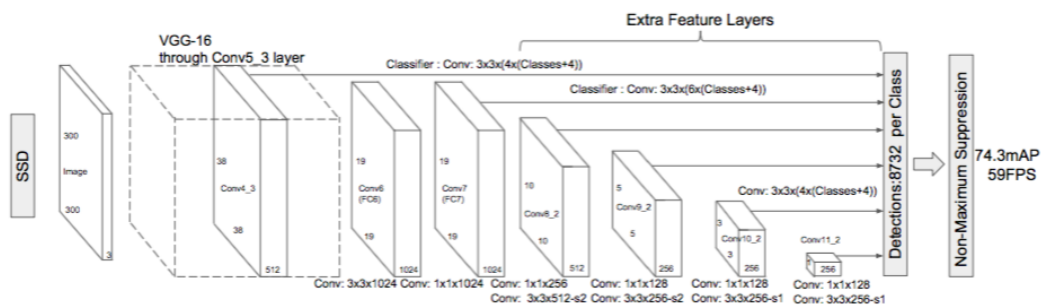 Extra Feature Layers
VGG-16
through Conv5_3 layer
Classifier : Conv: 3x3x(4x(Classes+4))
Classifier : Conv: 3x3x(6x(Classes+4))
SSD
300
Image
300
3
38
Conv4_3
38
512
19
Conv6
(FC6)
19
1024
19
Conv7
(FC7)
19
1024
10
Conv8_2
10
512
5
Conv9_2
5
256
Conv: 3x3x(4x(Classes+4))
3
Conv10_2
3
256
Conv11_2
256
Detections:8732 per Class
Non-Maximum Suppression
74.3mAP
59FPS
Conv: 3x3x1024
Conv: 1x1x1024
Conv: 1x1x256
Conv: 3x3x512-s2
Conv: 1x1x128
Conv: 3x3x256-s2
Conv: 1x1x128
Conv: 3x3x256-s1
Conv: 1x1x128
Conv: 3x3x256-s1